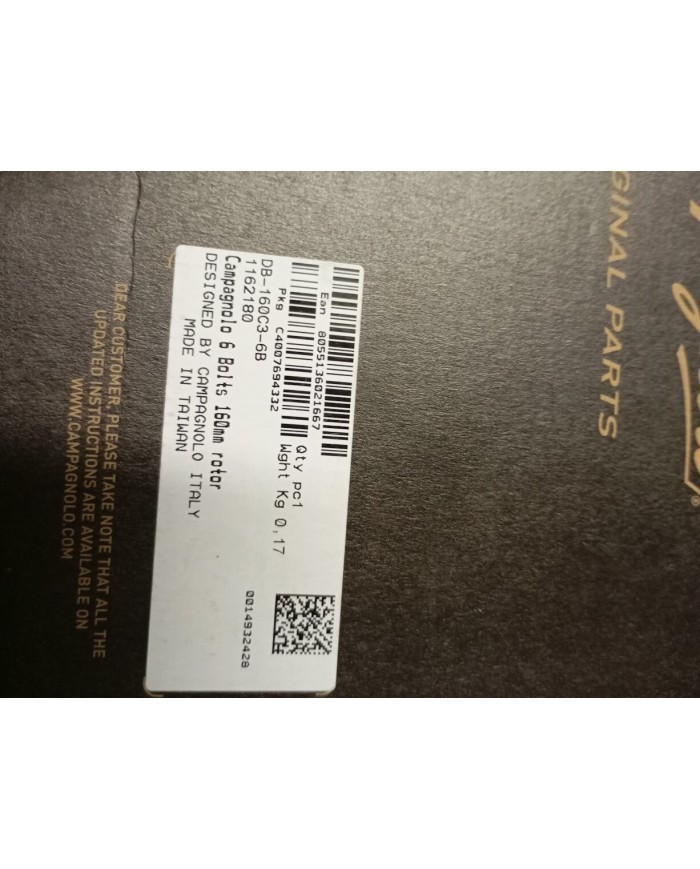 GINAL PARTS
Ean 8055136021667
Qty pc1
Pkg C4007694332
Wght Kg 0,17
DB-160C3-6B
1162180
Campagnolo 6 Bolts 160mm rotor
DESIGNED BY CAMPAGNOLO ITALY
MADE IN TAIWAN
0014932428
DEAR CUSTOMER, PLEASE TAKE NOTE THAT ALL THE
UPDATED INSTRUCTIONS ARE AVAILABLE ON
WWW.CAMPAGNOLO.COM